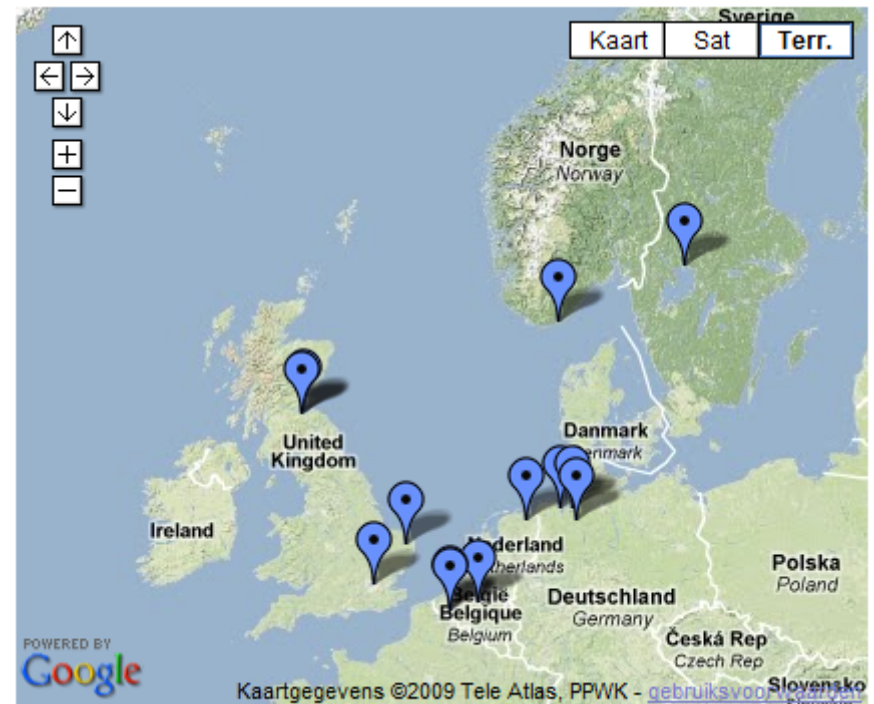 Sverige
Kaart Sat Terr.
Norge
Norway
Danmark
United
Kingdom
Ireland
Nederland
Netherlands
Polska
Poland
België
Belgique
Belgium
Deutschland
Germany
Česká Rep
Czech Rep
POWERED BY
Google
Slovensko
Kaartgegevens ©2009 Tele Atlas, PPWK - gebruiksvoorwaarden